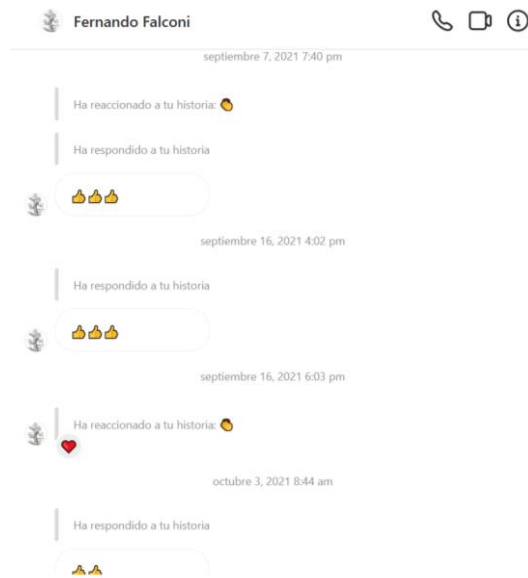 Fernando Falconi
septiembre 7, 2021 7:40 pm
Ha reaccionado a tu historia: 👏
Ha respondido a tu historia
👍👍👍
septiembre 16, 2021 4:02 pm
Ha respondido a tu historia
👍👍👍
septiembre 16, 2021 6:03 pm
Ha reaccionado a tu historia: 👏
❤️
octubre 3, 2021 8:44 am
Ha respondido a tu historia
👍👍